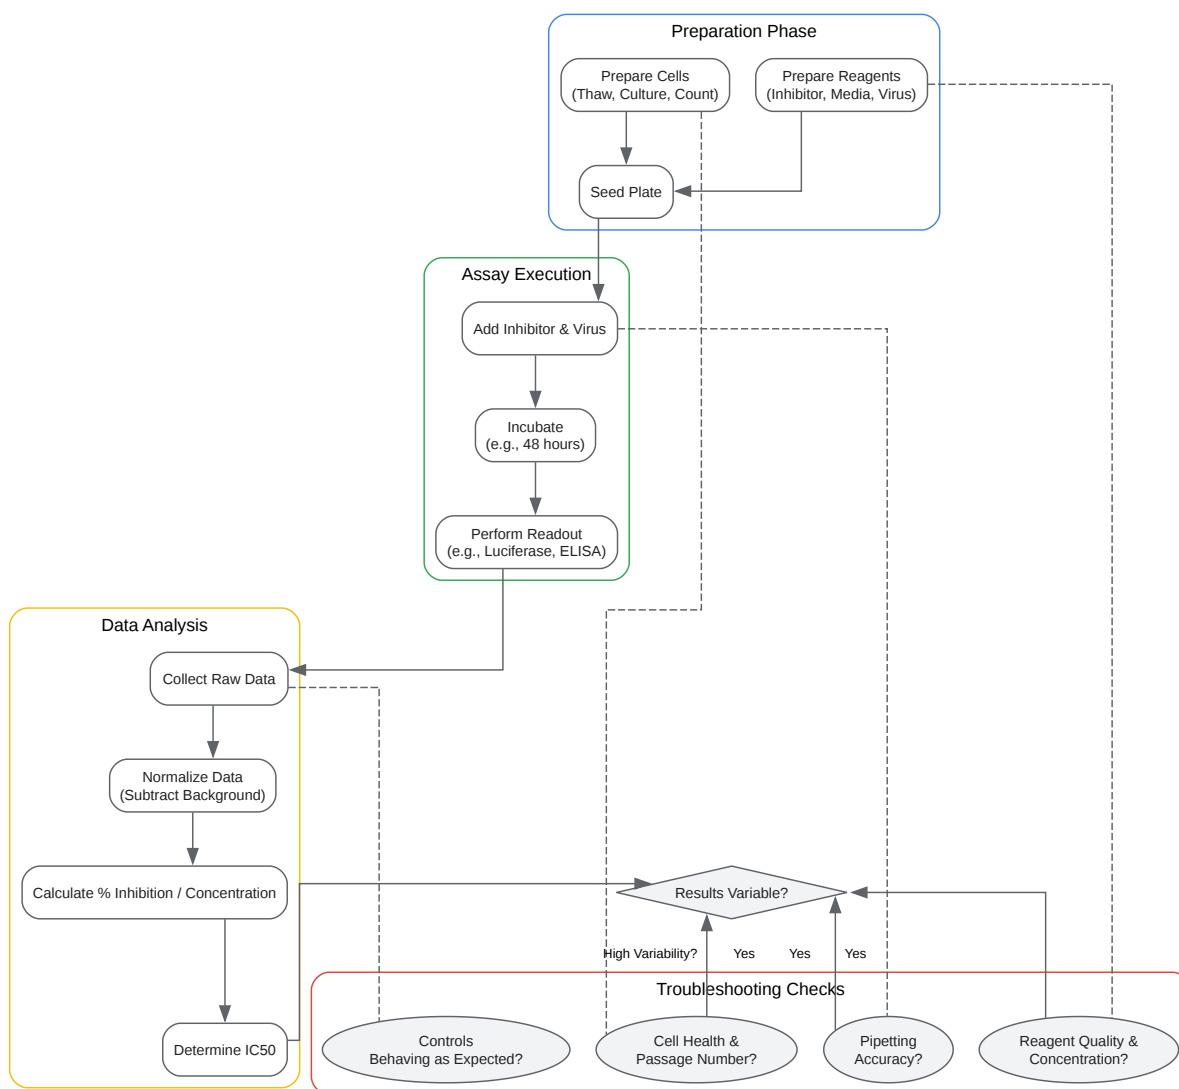 Preparation Phase
Prepare Cells
(Thaw, Culture, Count)
Prepare Reagents
(Inhibitor, Media, Virus)
Seed Plate
Assay Execution
Add Inhibitor & Virus
Incubate
(e.g., 48 hours)
Perform Readout
(e.g., Luciferase, ELISA)
Data Analysis
Collect Raw Data
Normalize Data
(Subtract Background)
Calculate % Inhibition / Concentration
Determine IC50
Results Variable?
High Variability?
Yes
Yes
Yes
Troubleshooting Checks
Controls
Behaving as Expected?
Cell Health &
Passage Number?
Pipetting
Accuracy?
Reagent Quality &
Concentration?